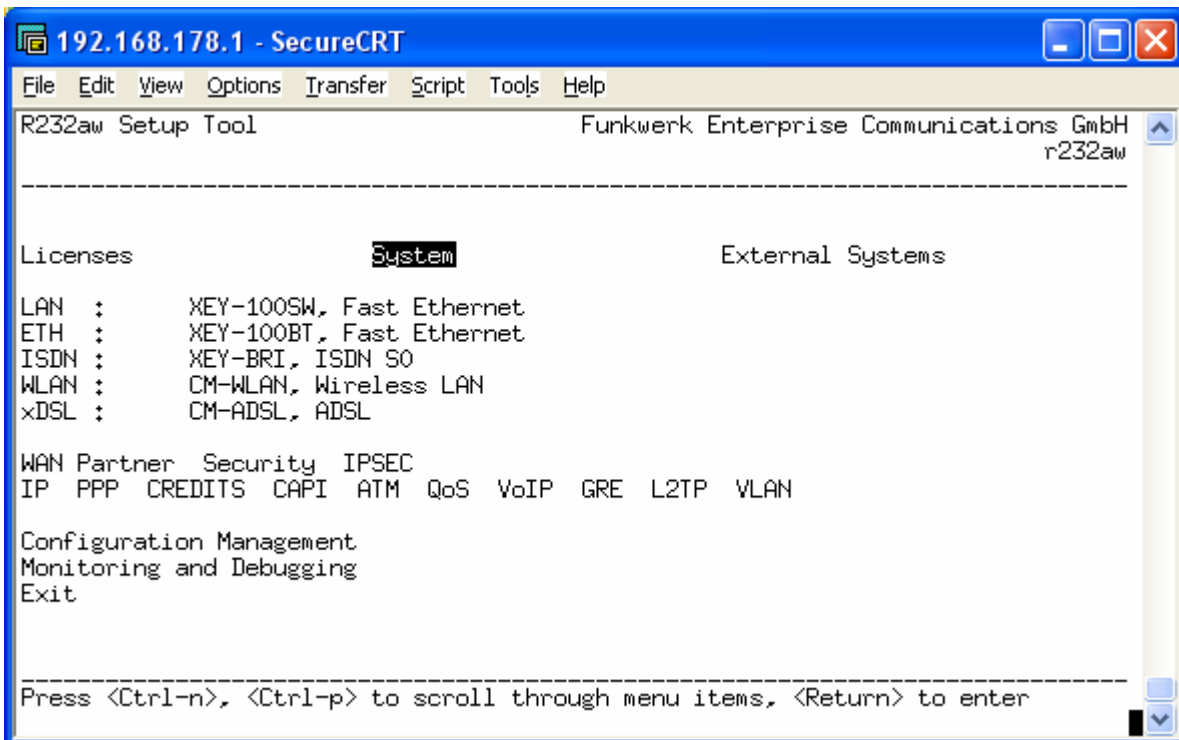 192.168.178.1 - SecureCRT
File Edit View Options Transfer Script Tools Help
R232aw Setup Tool Funkwerk Enterprise Communications GmbH
r232aw
Licenses System External Systems
LAN : XEY-100SW, Fast Ethernet
ETH : XEY-100BT, Fast Ethernet
ISDN : XEY-BRI, ISDN S0
WLAN : CM-WLAN, Wireless LAN
xDSL : CM-ADSL, ADSL
WAN Partner Security IPSEC
IP PPP CREDITS CAPI ATM QoS VoIP GRE L2TP VLAN
Configuration Management
Monitoring and Debugging
Exit
Press <Ctrl-n>, <Ctrl-p> to scroll through menu items, <Return> to enter